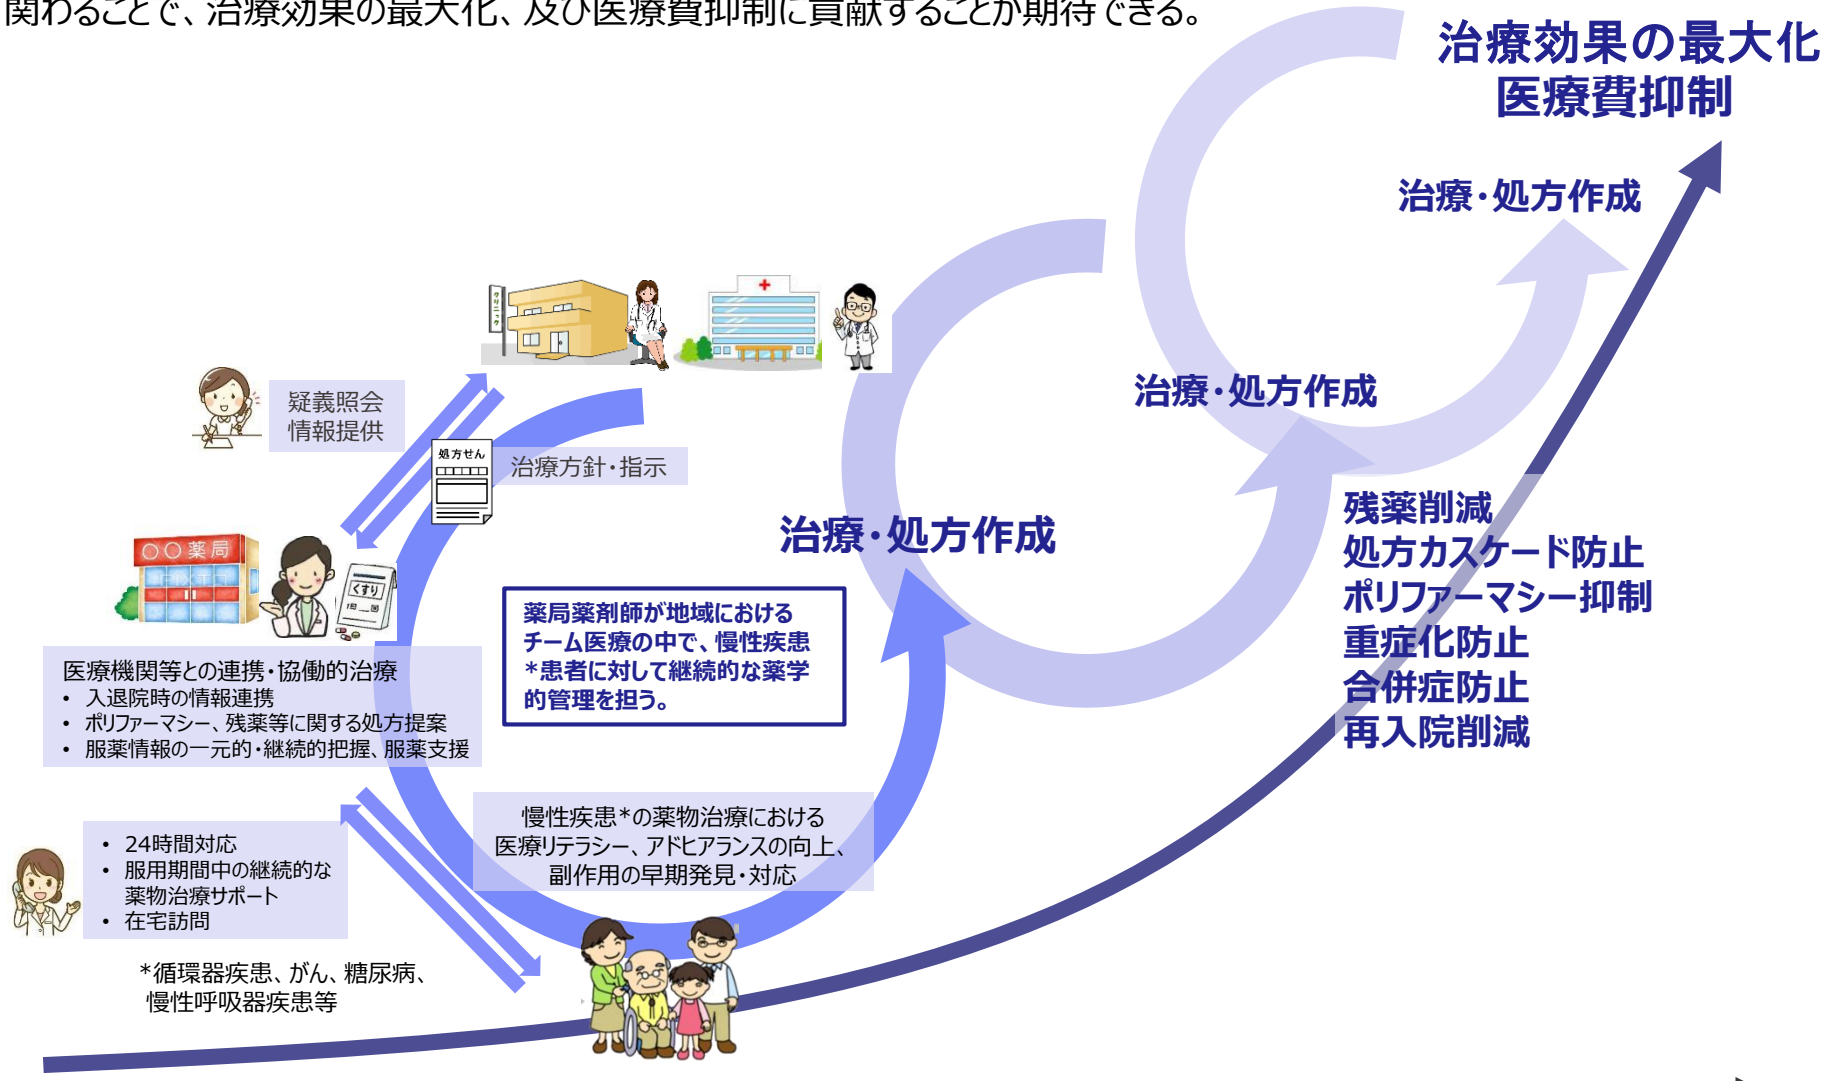 関わることで、治療効果の最大化、及び医療費抑制に貢献することが期待できる。
治療効果の最大化
医療費抑制
治療・処方作成
クリニック
治療・処方作成
疑義照会
情報提供
処方せん
治療方針・指示
残薬削減
処方カスケード防止
ポリファーマシー抑制
重症化防止
合併症防止
再入院削減
治療・処方作成
〇〇薬局
くすり
1日__回
薬局薬剤師が地域における
チーム医療の中で、慢性疾患
*患者に対して継続的な薬学
的管理を担う。
医療機関等との連携・協働的治療
• 入退院時の情報連携
• ポリファーマシー、残薬等に関する処方提案
• 服薬情報の一元的・継続的把握、服薬支援
慢性疾患*の薬物治療における
医療リテラシー、アドヒアランスの向上、
副作用の早期発見・対応
• 24時間対応
• 服用期間中の継続的な
薬物治療サポート
• 在宅訪問
*循環器疾患、がん、糖尿病、
慢性呼吸器疾患等